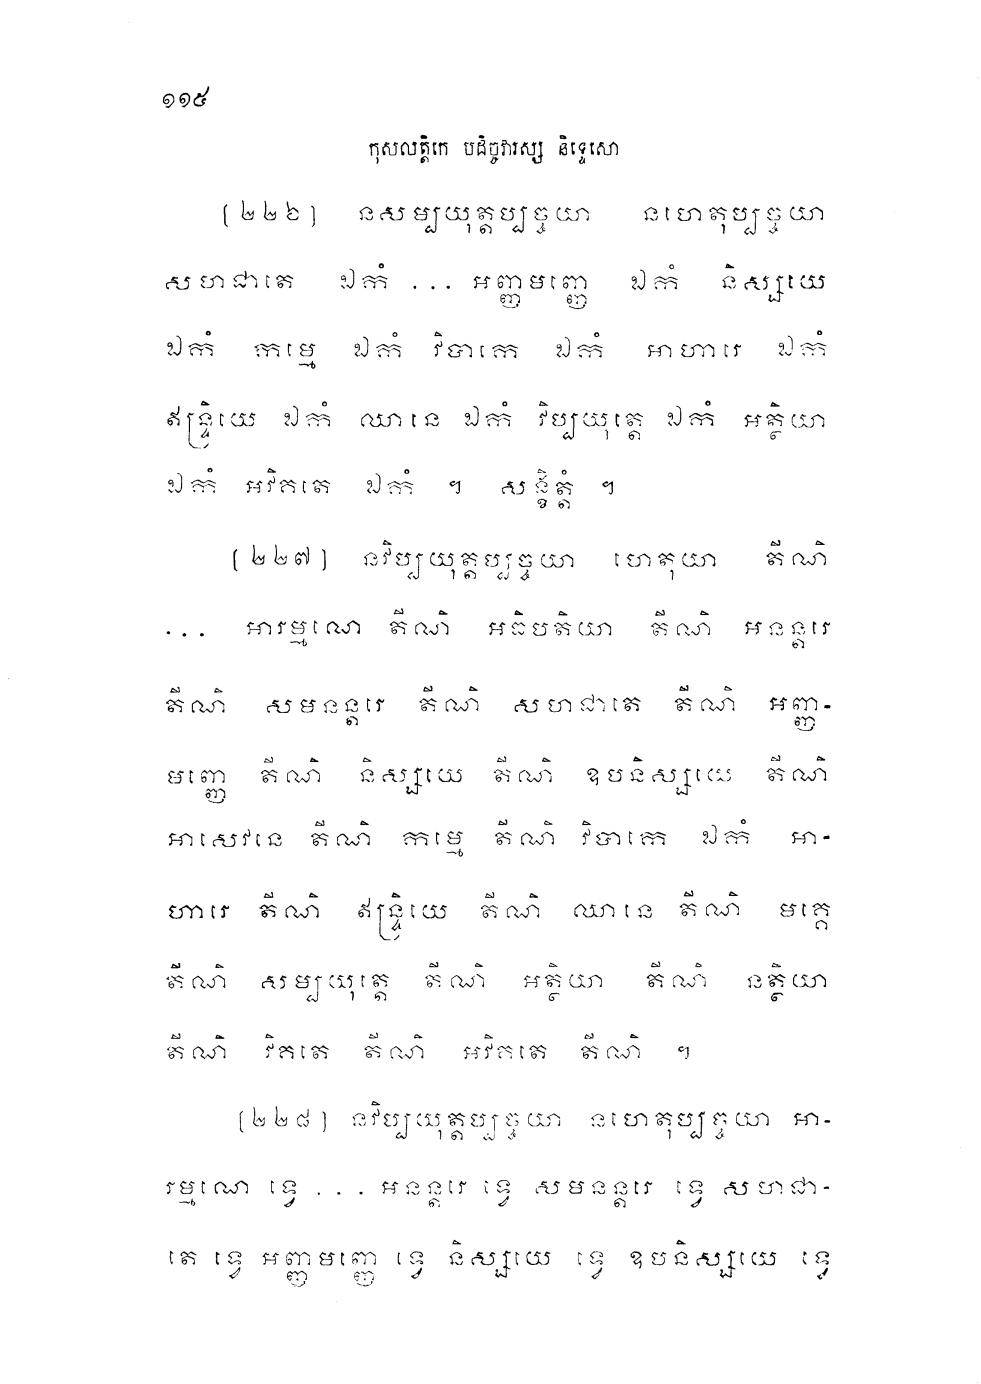 ១១៥
កុសលត្តិកេ បដិច្ចវារស្ស និទ្ទេសោ
(២២៦) នសម្បយុត្តប្បច្ចយា នហេតុប្បច្ចយា
សហជាតេ ឯកំ ... អញ្ញមញ្ញេ ឯកំ និស្សយេ
ឯកំ កម្មេ ឯកំ វិបាកេ ឯកំ អាហារេ ឯកំ
ឥន្ទ្រិយេ ឯកំ ឈានេ ឯកំ វិប្បយុត្តេ ឯកំ អត្ថិយា
ឯកំ អវិគតេ ឯកំ ។ សង្ខិត្តំ ។
(២២៧) នវិប្បយុត្តប្បច្ចយា ហេតុយា តីណិ
... អារម្មណេ តីណិ អធិបតិយា តីណិ អនន្តរេ
តីណិ សមនន្តរេ តីណិ សហជាតេ តីណិ អញ្ញ-
មញ្ញេ តីណិ និស្សយេ តីណិ ឧបនិស្សយេ តីណិ
អាសេវនេ តីណិ កម្មេ តីណិ វិបាកេ ឯកំ អា-
ហារេ តីណិ ឥន្ទ្រិយេ តីណិ ឈានេ តីណិ មគ្គេ
តីណិ សម្បយុត្តេ តីណិ អត្ថិយា តីណិ នត្ថិយា
តីណិ វិគតេ តីណិ អវិគតេ តីណិ ។
(២២៨) នវិប្បយុត្តប្បច្ចយា នហេតុប្បច្ចយា អា-
រម្មណេ ទ្វេ ... អនន្តរេ ទ្វេ សមនន្តរេ ទ្វេ សហជា-
តេ ទ្វេ អញ្ញមញ្ញេ ទ្វេ និស្សយេ ទ្វេ ឧបនិស្សយេ ទ្វេ